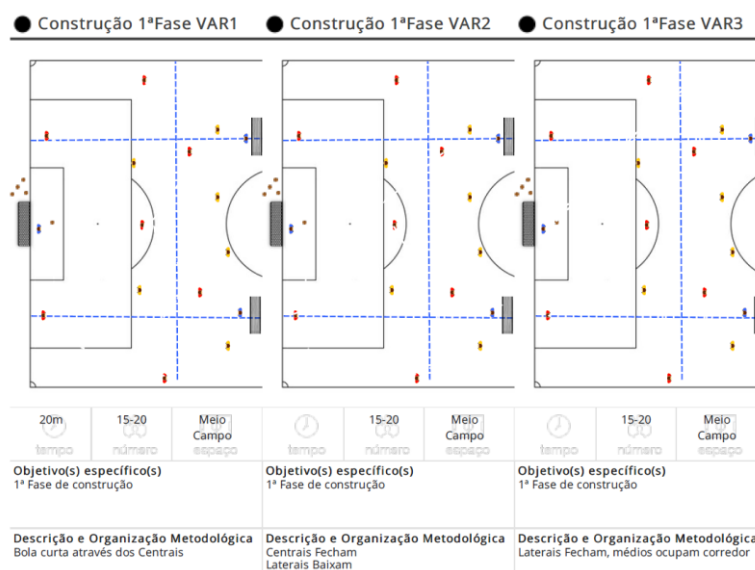 Construção 1ªFase VAR1
Construção 1ªFase VAR2
Construção 1ªFase VAR3
20m
15-20
Meio
Campo
tempo
número
espaço
15-20
Meio
Campo
tempo
número
espaço
15-20
Meio
Campo
tempo
número
espaço
Objetivo(s) específico(s)
1ª Fase de construção
Objetivo(s) específico(s)
1ª Fase de construção
Objetivo(s) específico(s)
1ª Fase de construção
Descrição e Organização Metodológica
Bola curta através dos Centrais
Descrição e Organização Metodológica
Centrais Fecham
Laterais Baixam
Descrição e Organização Metodológica
Laterais Fecham, médios ocupam corredor